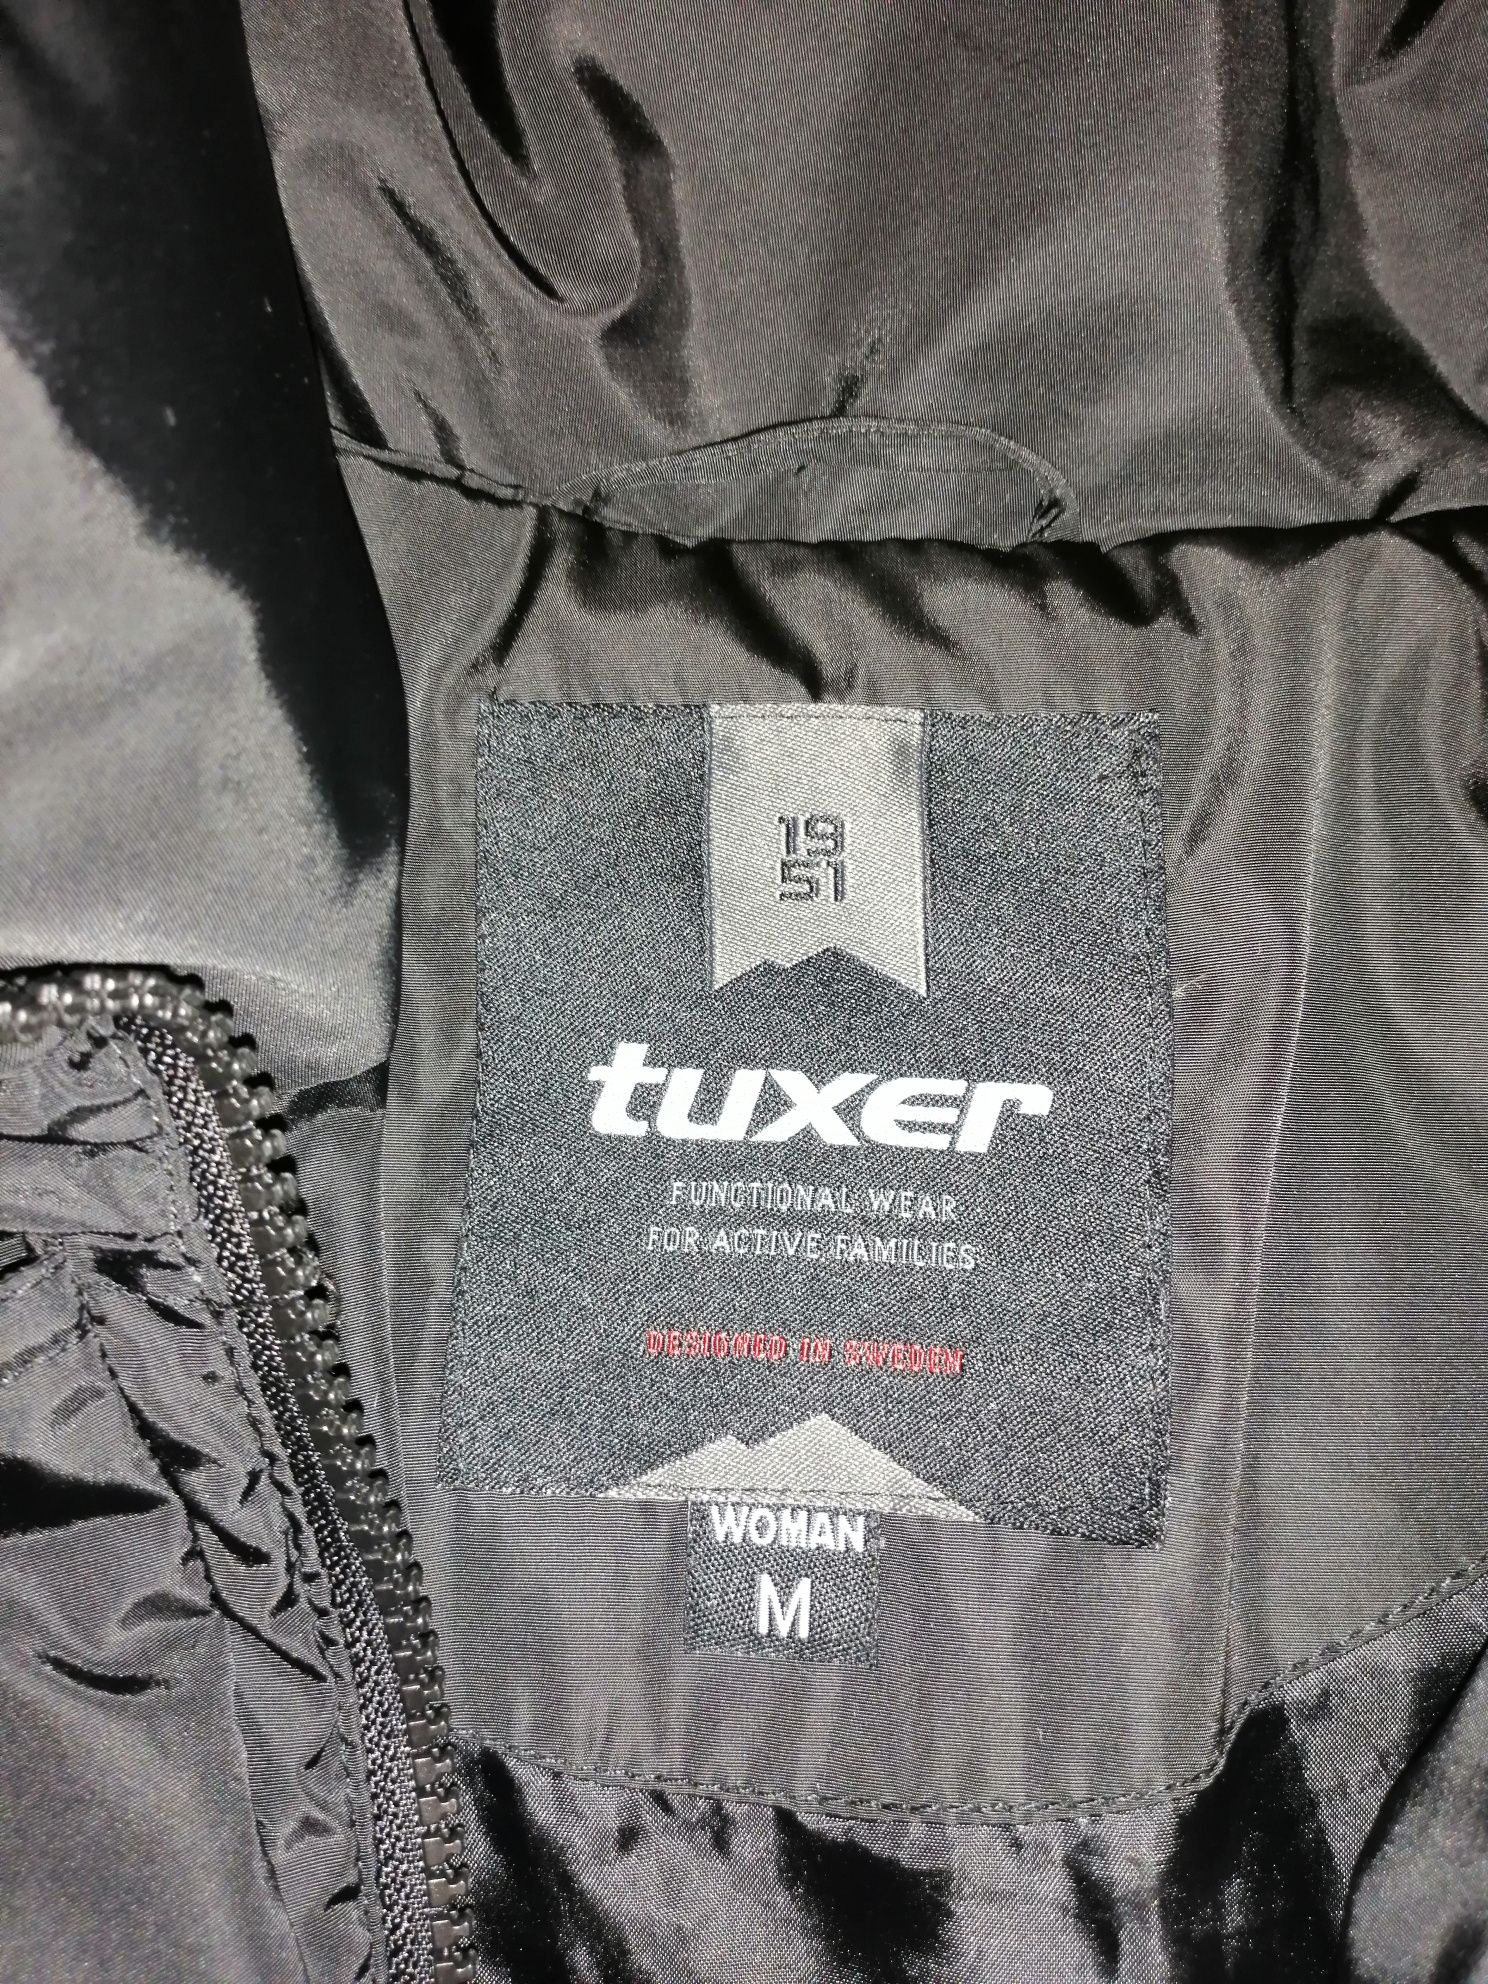 19
51
tuxer
FUNCTIONAL WEAR
FOR ACTIVE FAMILIES
DESIGNED IN SWEDEN
WOMAN
M